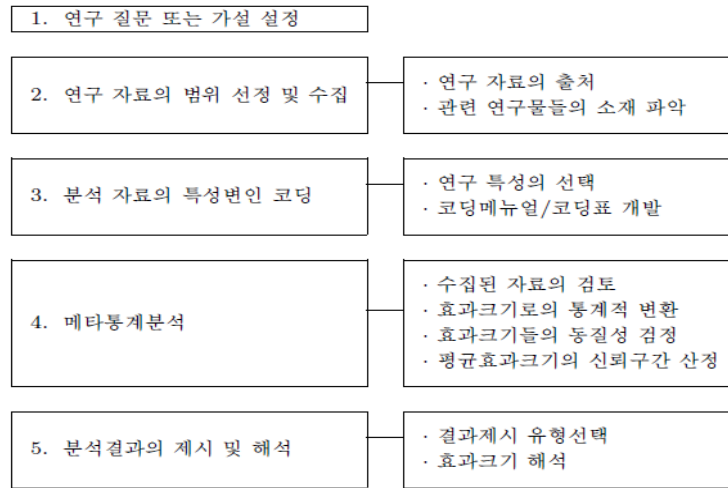 1. 연구 질문 또는 가설 설정
2. 연구 자료의 범위 선정 및 수집
· 연구 자료의 출처
· 관련 연구물들의 소재 파악
3. 분석 자료의 특성변인 코딩
· 연구 특성의 선택
· 코딩메뉴얼/코딩표 개발
4. 메타통계분석
· 수집된 자료의 검토
· 효과크기로의 통계적 변환
· 효과크기들의 동질성 검정
· 평균효과크기의 신뢰구간 산정
5. 분석결과의 제시 및 해석
· 결과제시 유형선택
· 효과크기 해석